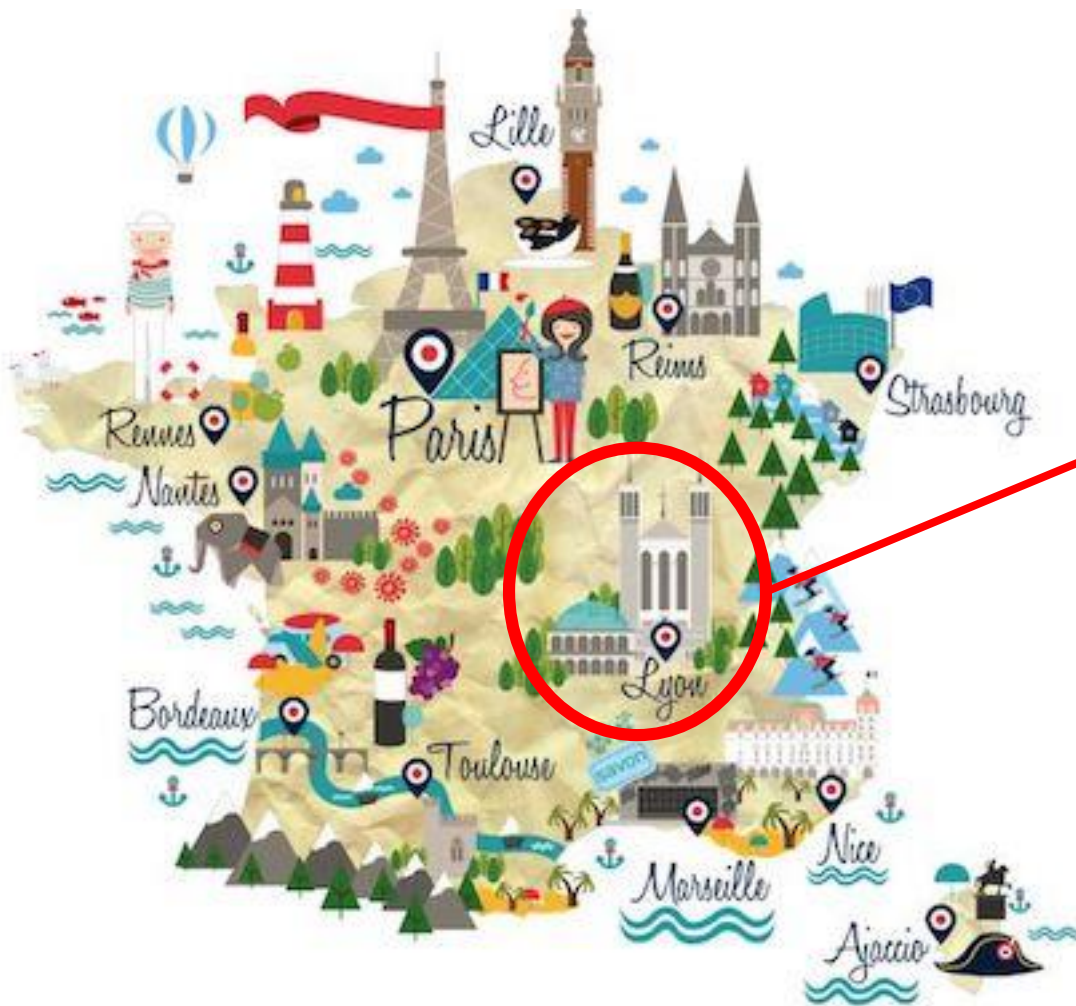 Lille
Reims
Strasbourg
Paris
Rennes
Nantes
Lyon
Bordeaux
Toulouse
savon
Nice
Marseille
Ajaccio